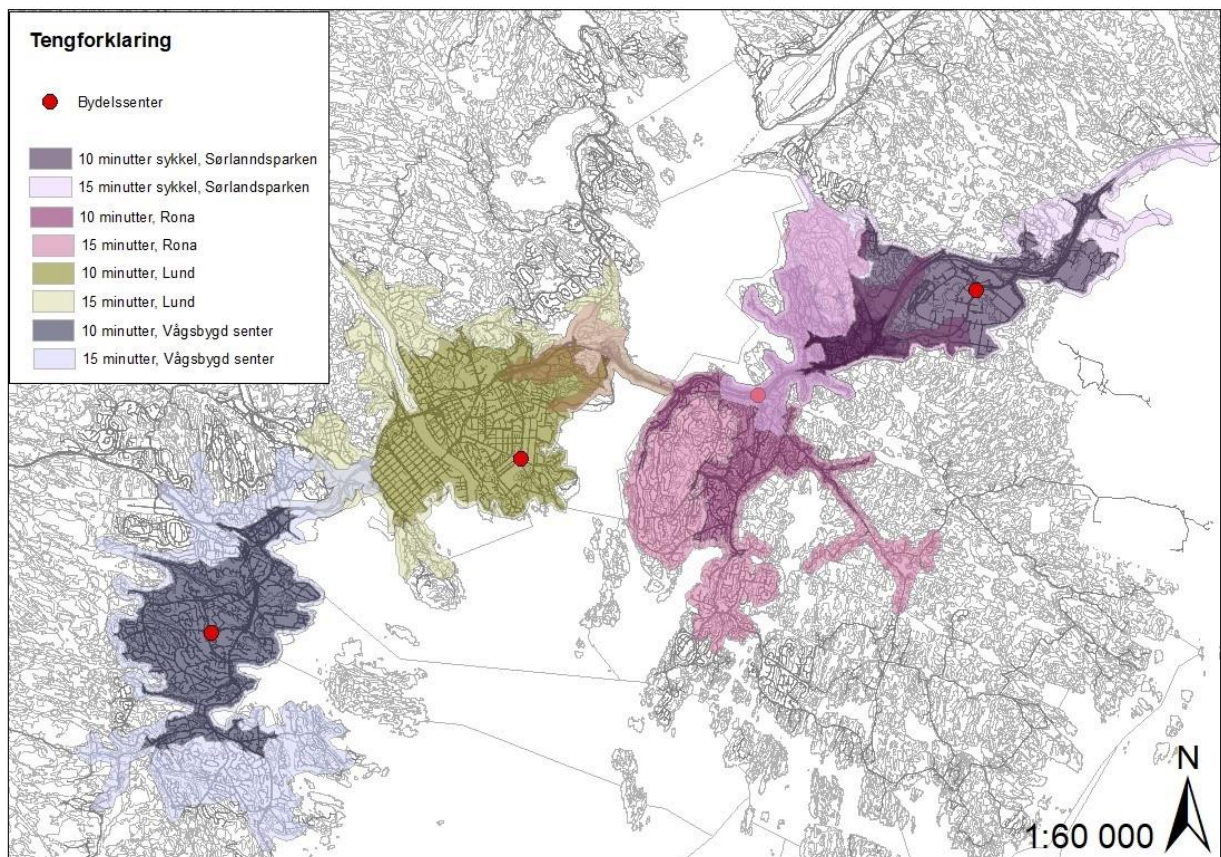 Tengforklaring
Bydelssenter
10 minutter sykkel, Sørlanndsparken
15 minutter sykkel, Sørlandsparken
10 minutter, Rona
15 minutter, Rona
10 minutter, Lund
15 minutter, Lund
10 minutter, Vågsbygd senter
15 minutter, Vågsbygd senter
N
1:60 000